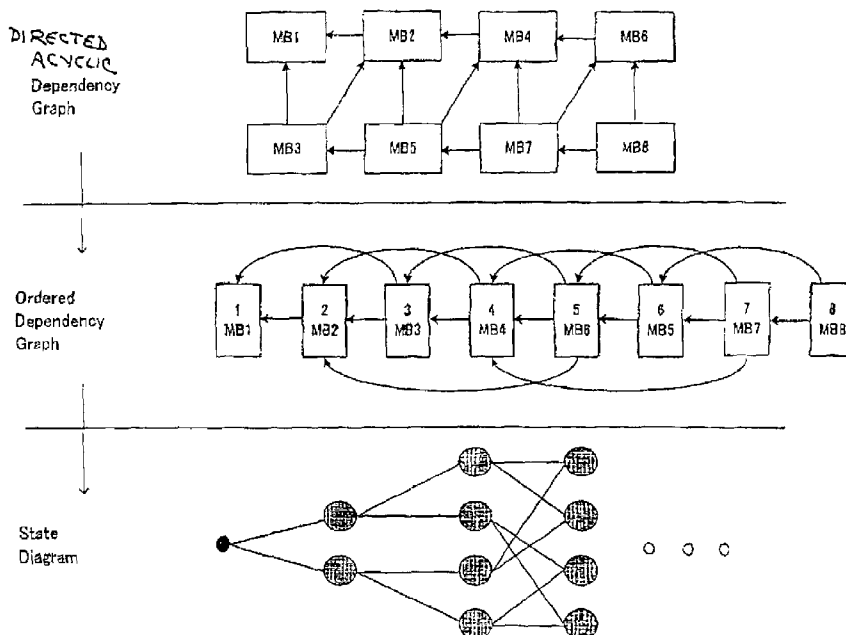 DIRECTED
ACYCLIC
Dependency
Graph
MB1 MB2 MB4 MB6
MB3 MB5 MB7 MB8
Ordered
Dependency
Graph
1 2 3 4 5 6 7 8
MB1 MB2 MB3 MB4 MB6 MB5 MB7 MB8
State
Diagram